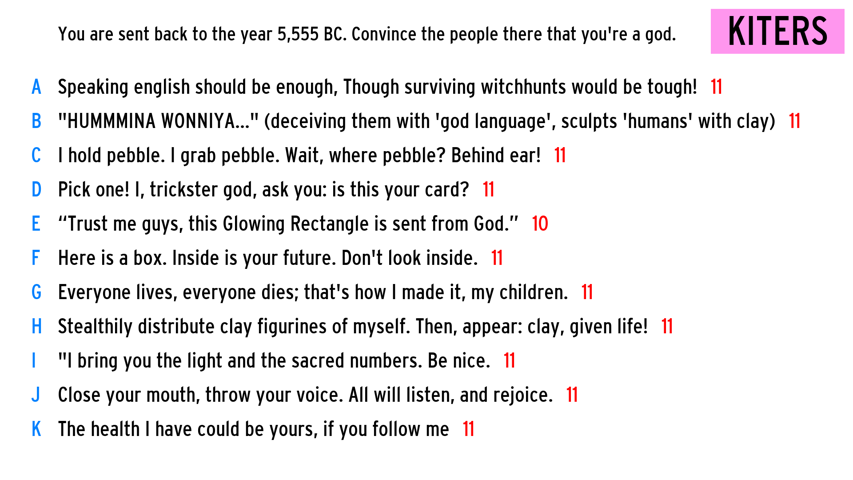 You are sent back to the year 5,555 BC. Convince the people there that you're a god.
KITERS
A Speaking english should be enough, Though surviving witchhunts would be tough! 11
B "HUMMMINA WONNIYA..." (deceiving them with 'god language', sculpts 'humans' with clay) 11
C I hold pebble. I grab pebble. Wait, where pebble? Behind ear! 11
D Pick one! I, trickster god, ask you: is this your card? 11
E “Trust me guys, this Glowing Rectangle is sent from God.” 10
F Here is a box. Inside is your future. Don't look inside. 11
G Everyone lives, everyone dies; that's how I made it, my children. 11
H Stealthily distribute clay figurines of myself. Then, appear: clay, given life! 11
I "I bring you the light and the sacred numbers. Be nice. 11
J Close your mouth, throw your voice. All will listen, and rejoice. 11
K The health I have could be yours, if you follow me 11